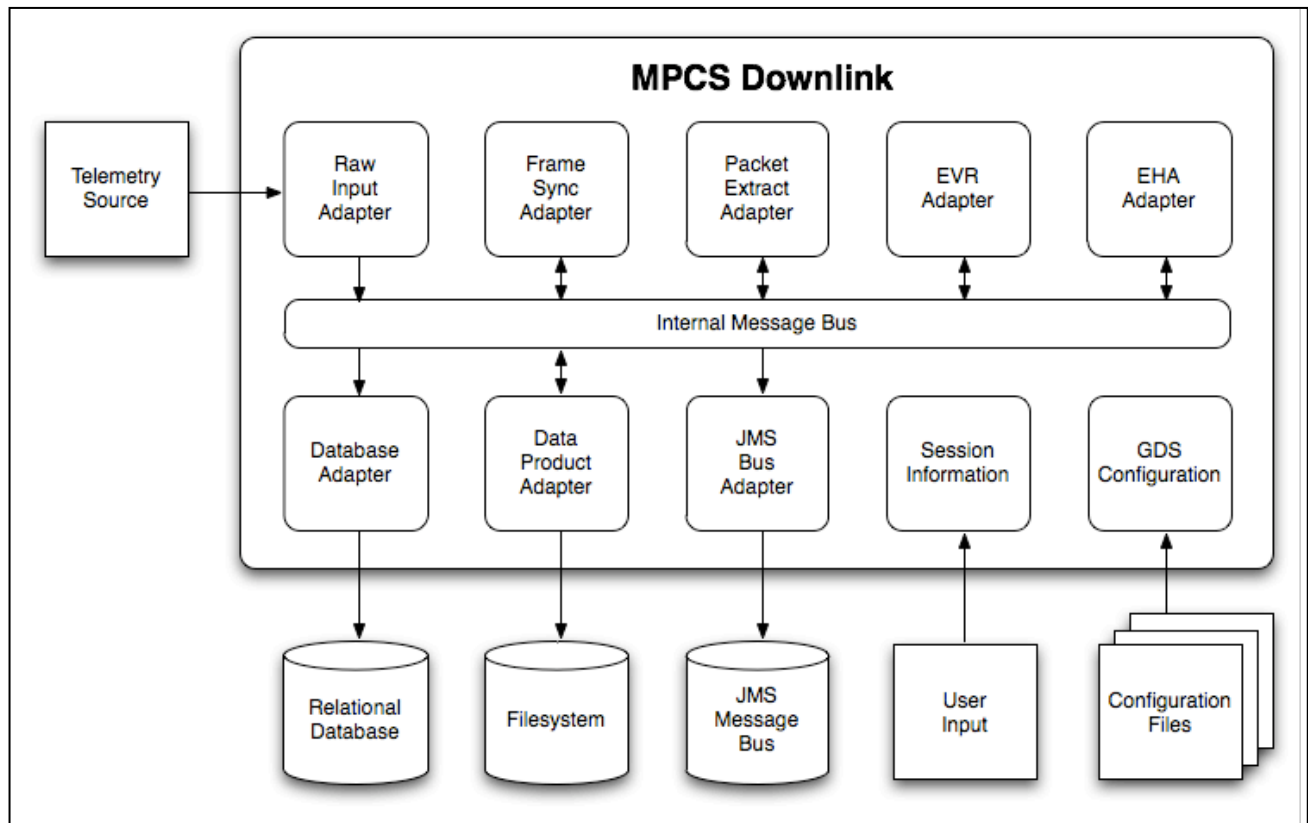 MPCS Downlink
Telemetry
Source
Raw
Input
Adapter
Frame
Sync
Adapter
Packet
Extract
Adapter
EVR
Adapter
EHA
Adapter
Internal Message Bus
Database
Adapter
Data
Product
Adapter
JMS
Bus
Adapter
Session
Information
GDS
Configuration
Relational
Database
Filesystem
JMS
Message
Bus
User
Input
Configuration
Files